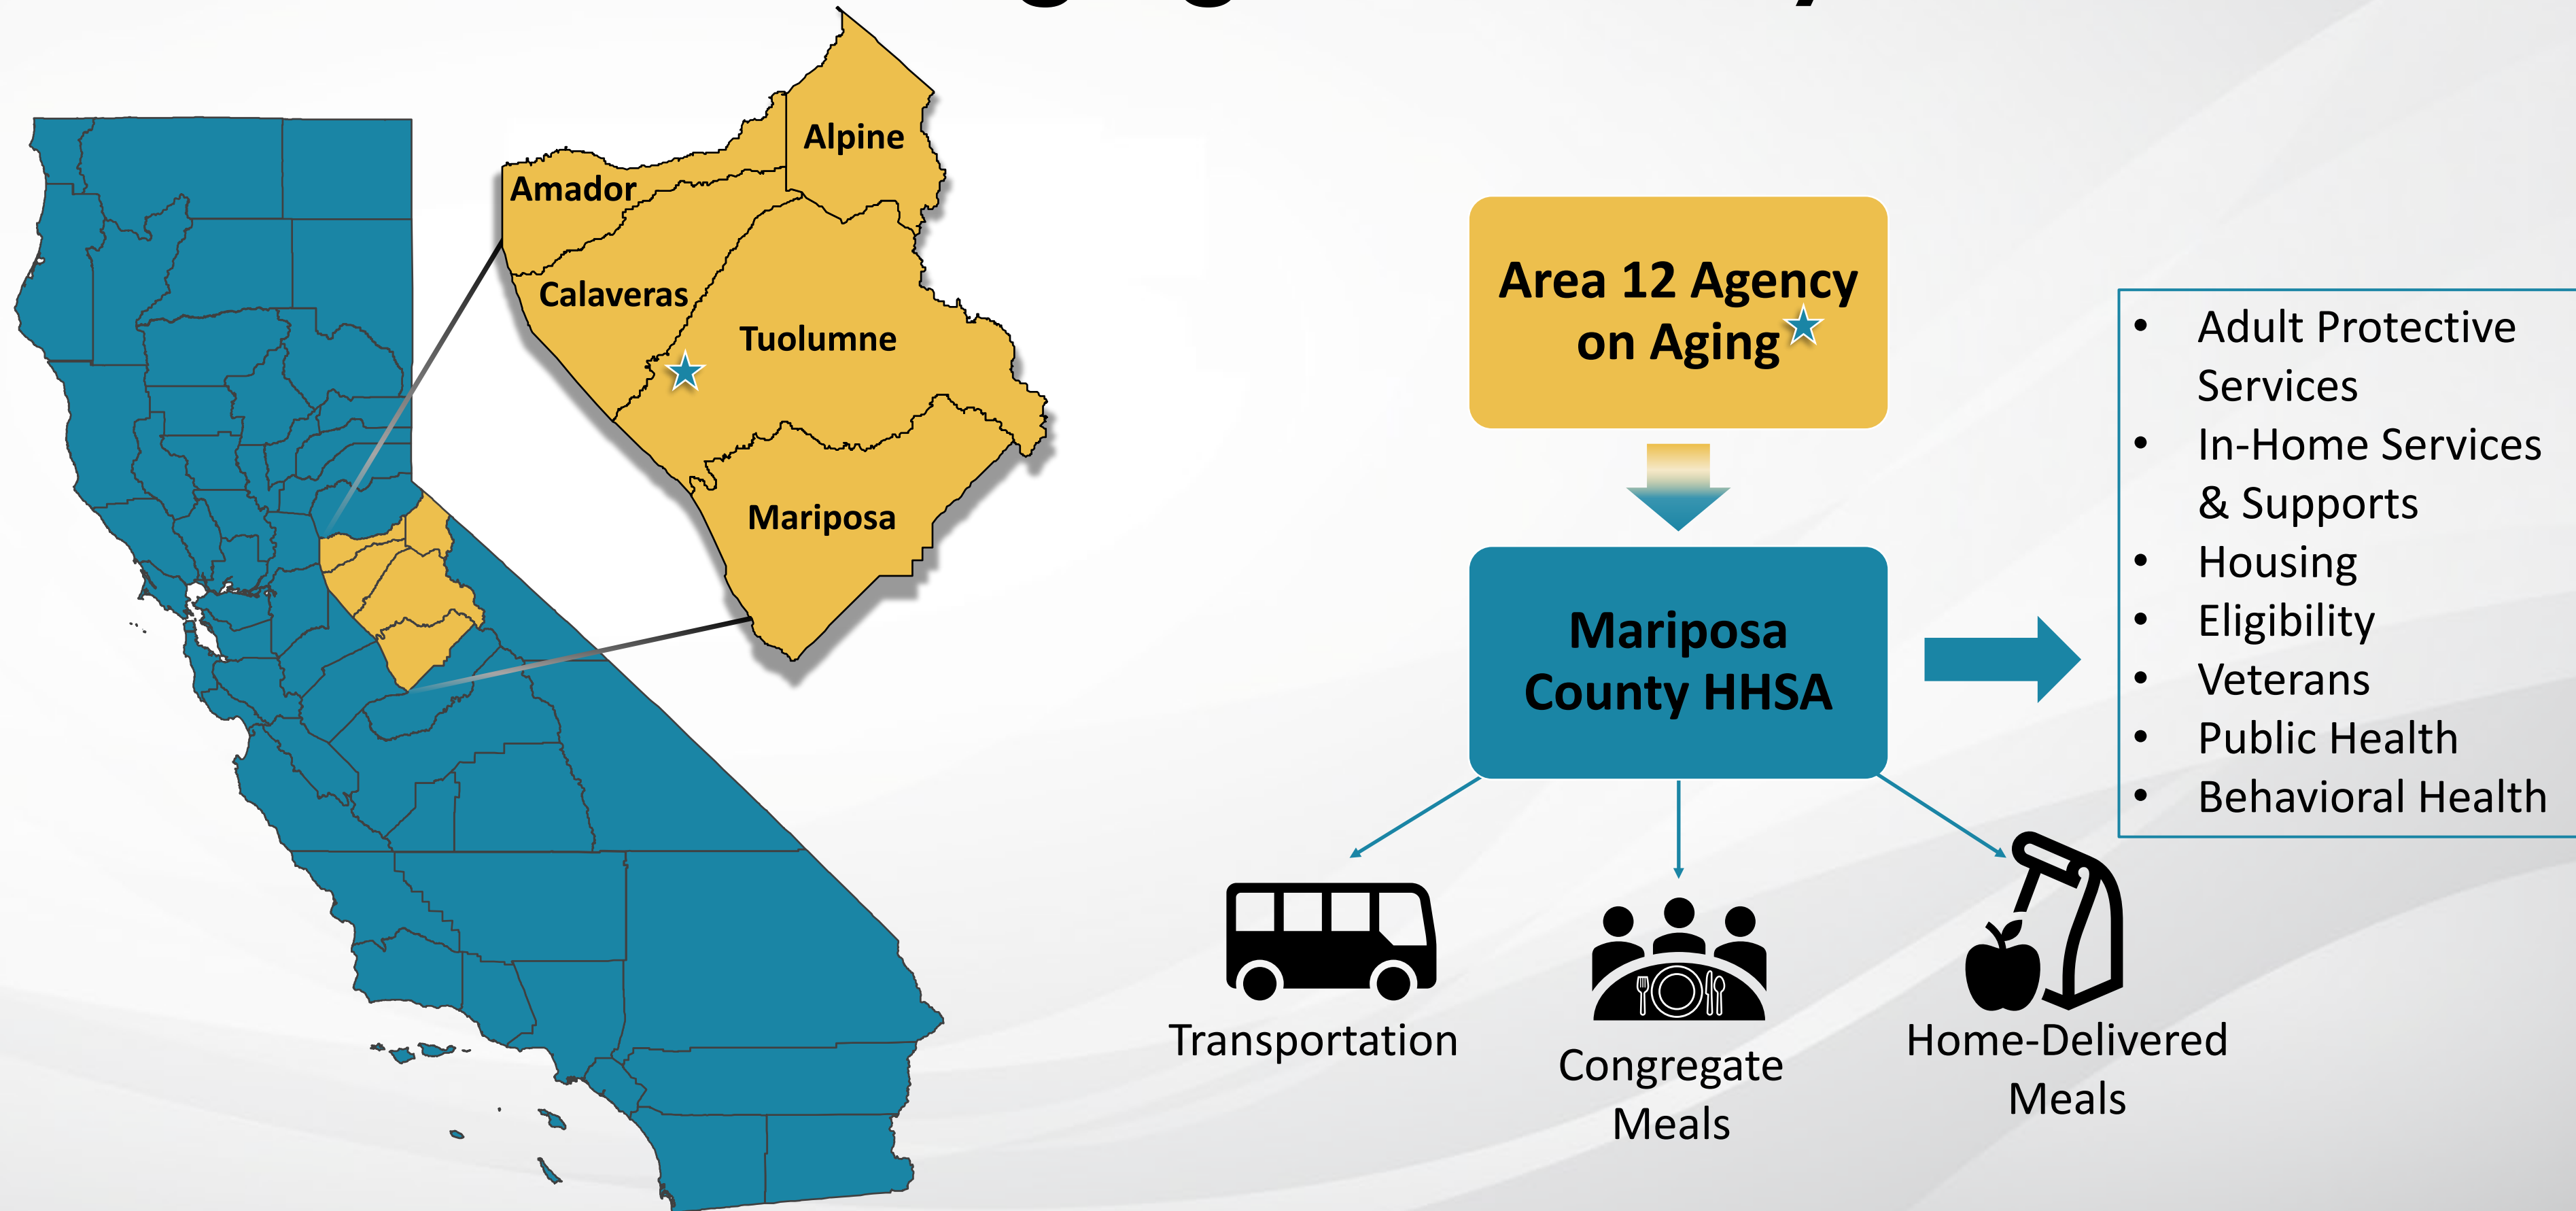 Alpine
Amador
Calaveras
Tuolumne
Mariposa
Area 12 Agency
on Aging
Mariposa
County HHSA
• Adult Protective
Services
• In-Home Services
& Supports
• Housing
• Eligibility
• Veterans
• Public Health
• Behavioral Health
Transportation
Congregate
Meals
Home-Delivered
Meals